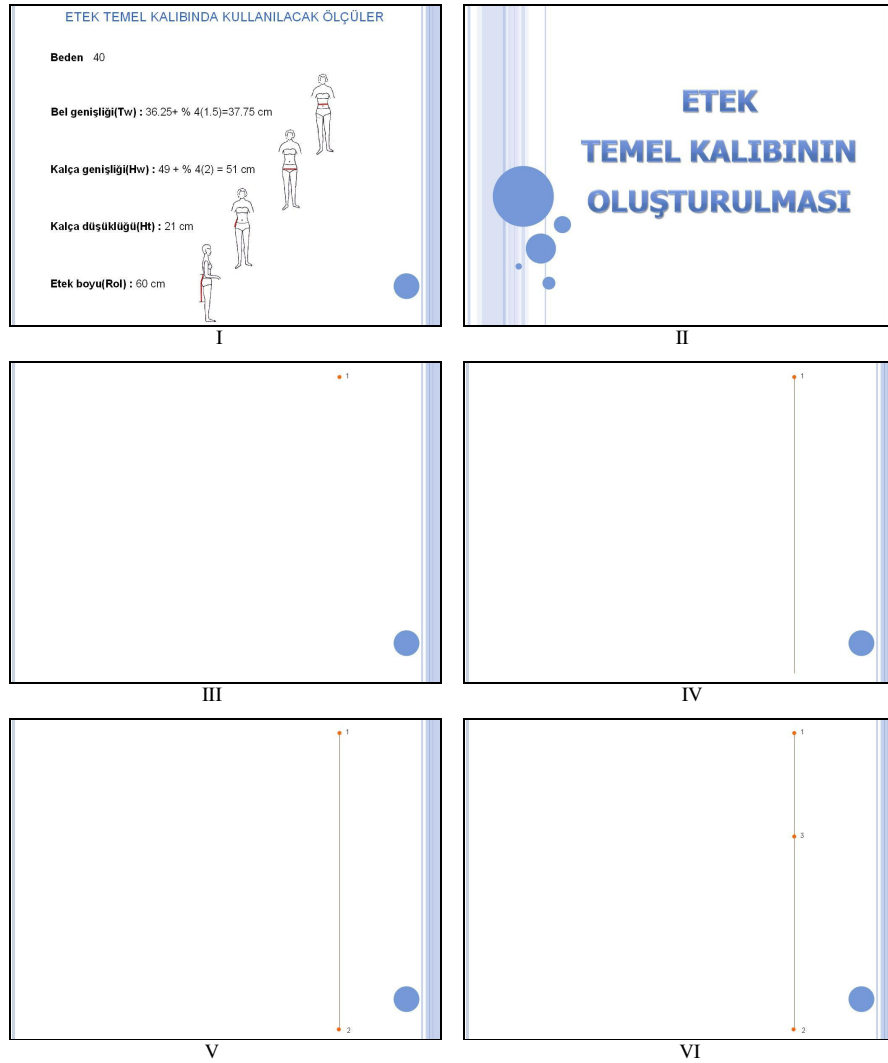 ETEK TEMEL KALIBINDA KULLANILACAK ÖLÇÜLER
Beden 40
Bel genişliği(Tw) : 36.25+ % 4(1.5)=37.75 cm
Kalça genişliği(Hw) : 49 + % 4(2) = 51 cm
Kalça düşüklüğü(Ht) : 21 cm
Etek boyu(Rol) : 60 cm
I
ETEK
TEMEL KALIBININ
OLUŞTURULMASI
II
1
III
1
IV
1
2
V
1
3
2
VI